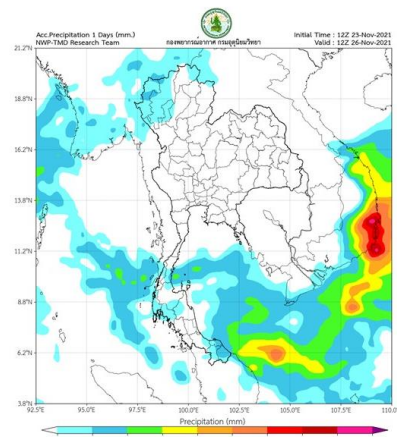 Acc.Precipitation 1 Days (mm.)
NWP-TMD Research Team
กองพยากรณ์อากาศ กรมอุตุนิยมวิทยา
Initial Time : 12Z 23-Nov-2021
Valid : 12Z 26-Nov-2021
21.2°N
18.8°N
16.2°N
13.8°N
11.2°N
8.8°N
6.2°N
3.8°N
92.5°E 95.0°E 97.5°E 100.0°E 102.5°E 105.0°E 107.5°E 110.0
Precipitation (mm)